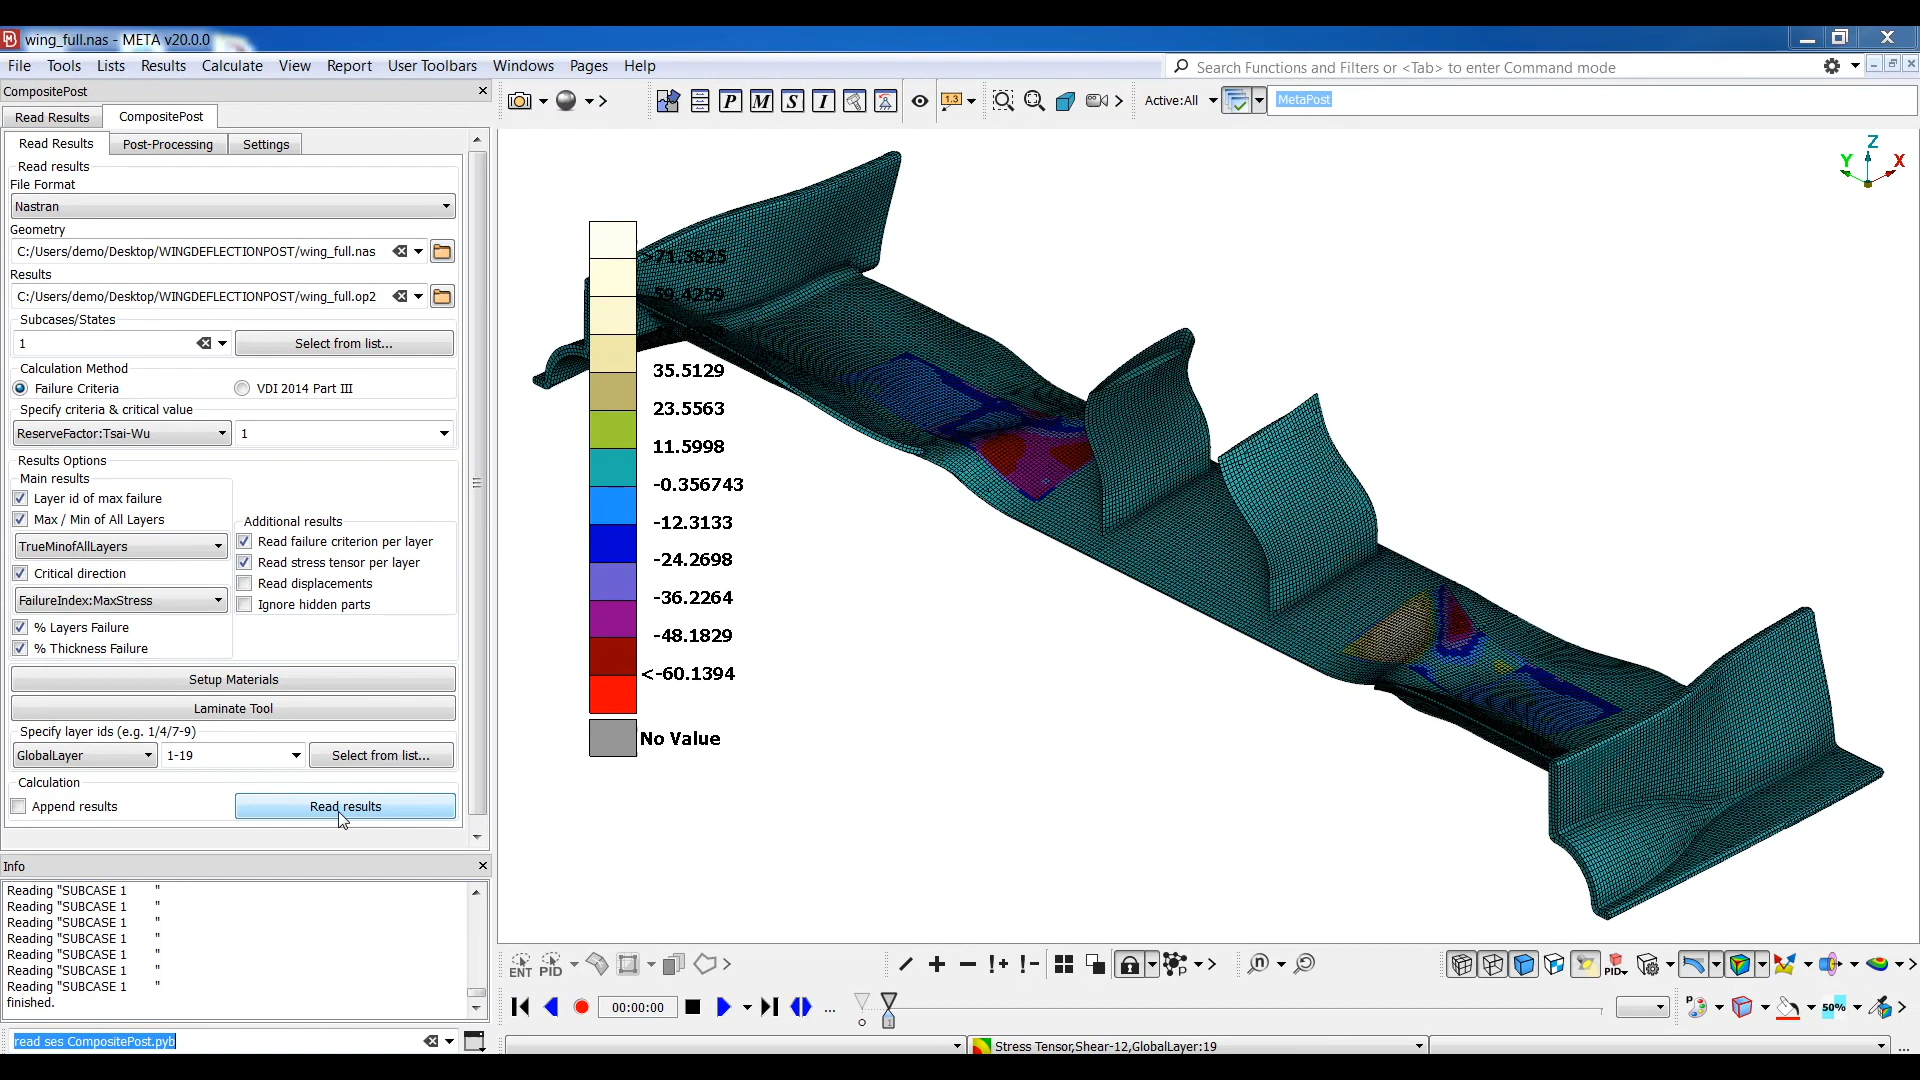 wing_full.nas - META v20.0.0
File Tools Lists Results Calculate View Report User Toolbars Windows Pages Help
Search Functions and Filters or <Tab> to enter Command mode
CompositePost
Read Results CompositePost
Active:All
MetaPost
Read Results Post-Processing Settings
Read results
File Format
Nastran
Geometry
C:/Users/demo/Desktop/WINGDEFLECTIONPOST/wing_full.nas
Results
C:/Users/demo/Desktop/WINGDEFLECTIONPOST/wing_full.op2
Subcases/States
1 Select from list...
Calculation Method
Failure Criteria VDI 2014 Part III
Specify criteria & critical value
ReserveFactor:Tsai-Wu 1
Results Options
Main results
Layer id of max failure
Max / Min of All Layers
TrueMinofAllLayers
Critical direction
FailureIndex:MaxStress
% Layers Failure
% Thickness Failure
Additional results
Read failure criterion per layer
Read stress tensor per layer
Read displacements
Ignore hidden parts
Setup Materials
Laminate Tool
Specify layer ids (e.g. 1/4/7-9)
GlobalLayer 1-19 Select from list...
Calculation
Append results Read results
Info
Reading "SUBCASE 1 "
Reading "SUBCASE 1 "
Reading "SUBCASE 1 "
Reading "SUBCASE 1 "
Reading "SUBCASE 1 "
Reading "SUBCASE 1 "
Reading "SUBCASE 1 "
finished.
read ses CompositePost.pyb
>71.3825
59.4259
35.5129
23.5563
11.5998
-0.356743
-12.3133
-24.2698
-36.2264
-48.1829
<-60.1394
No Value
Z
Y X
P M S I
1.3
ENT PID
PID
00:00:00
...
1
50%
Stress Tensor,Shear-12,GlobalLayer:19
...